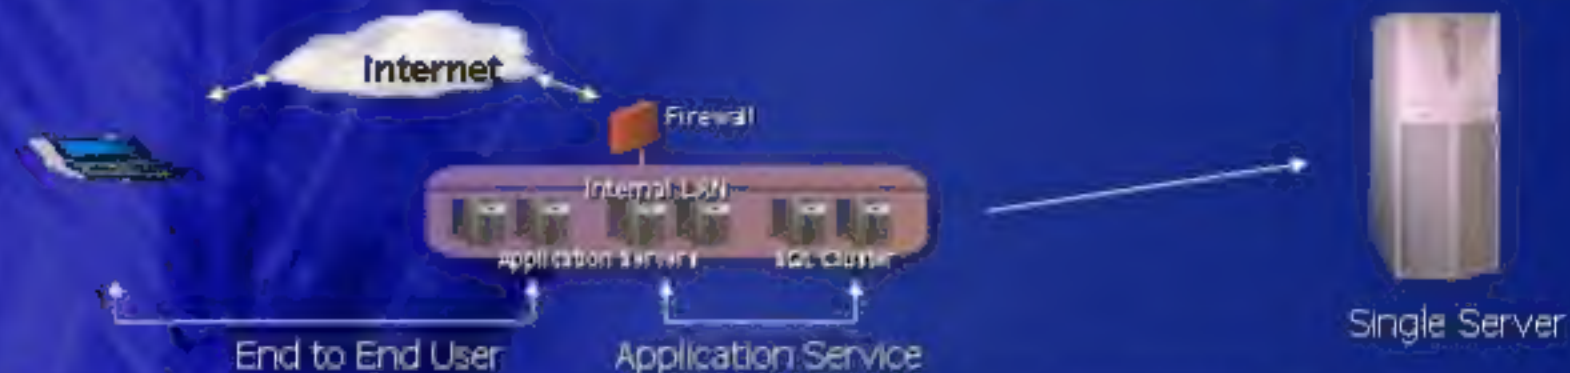 Internet
Firewall
Internal LAN
Application Servers
SQL Cluster
Single Server
End to End User
Application Service